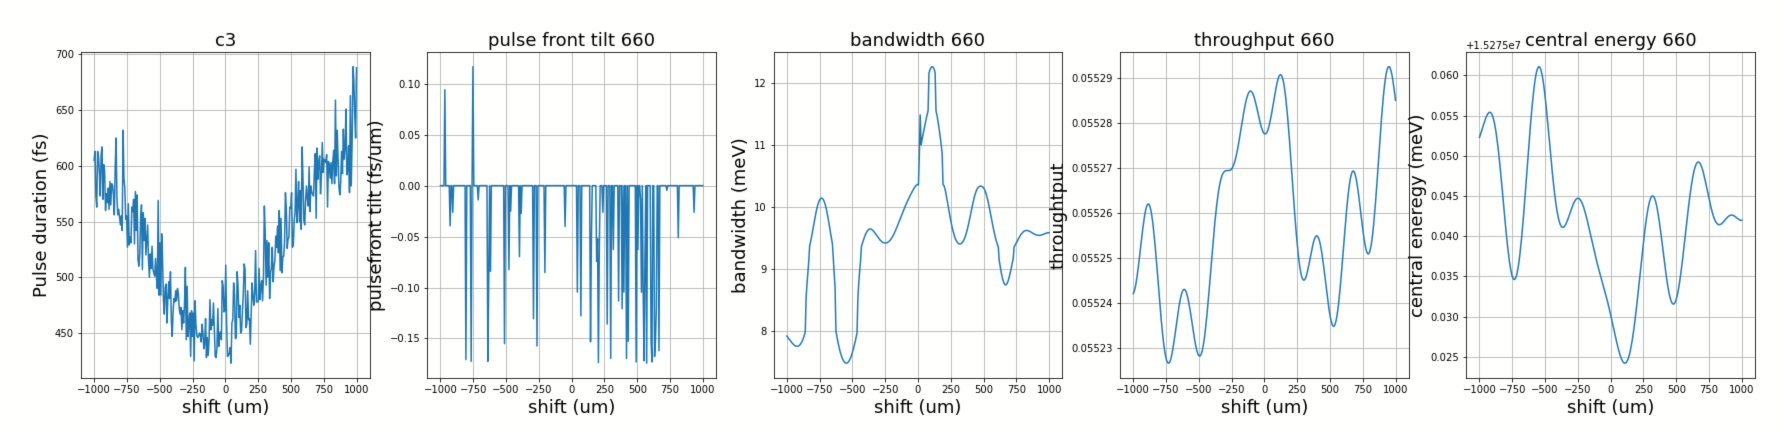 c3
700
650
600
550
500
450
Pulse duration (fs)
−1000 −750 −500 −250 0 250 500 750 1000
shift (um)
pulse front tilt 660
0.10
0.05
0.00
−0.05
−0.10
−0.15
pulsefront tilt (fs/um)
−1000 −750 −500 −250 0 250 500 750 1000
shift (um)
bandwidth 660
12
11
10
9
8
bandwidth (meV)
−1000 −750 −500 −250 0 250 500 750 1000
shift (um)
throughput 660
0.05529
0.05528
0.05527
0.05526
0.05525
0.05524
0.05523
throughtput
−1000 −750 −500 −250 0 250 500 750 1000
shift (um)
central energy 660
+1.5275e7
0.060
0.055
0.050
0.045
0.040
0.035
0.030
0.025
central eneregy (meV)
−1000 −750 −500 −250 0 250 500 750 1000
shift (um)